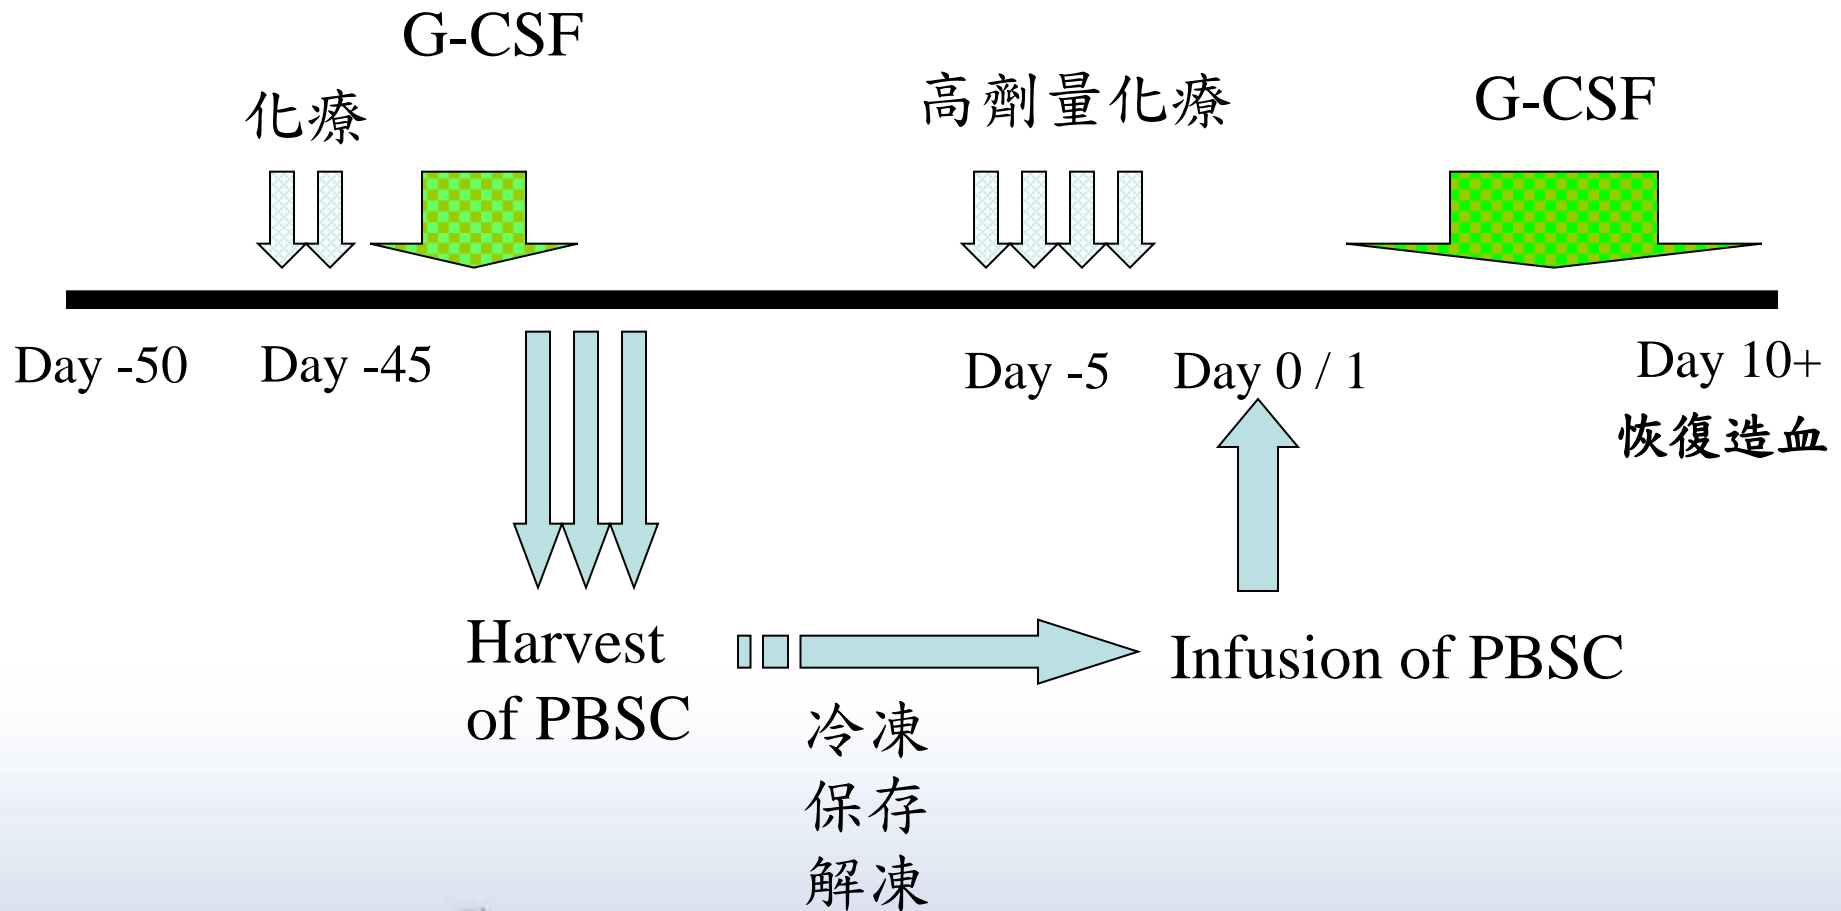 G-CSF
化療
高劑量化療
G-CSF
Day -50
Day -45
Day -5
Day 0 / 1
Day 10+
恢復造血
Harvest
of PBSC
Infusion of PBSC
冷凍
保存
解凍